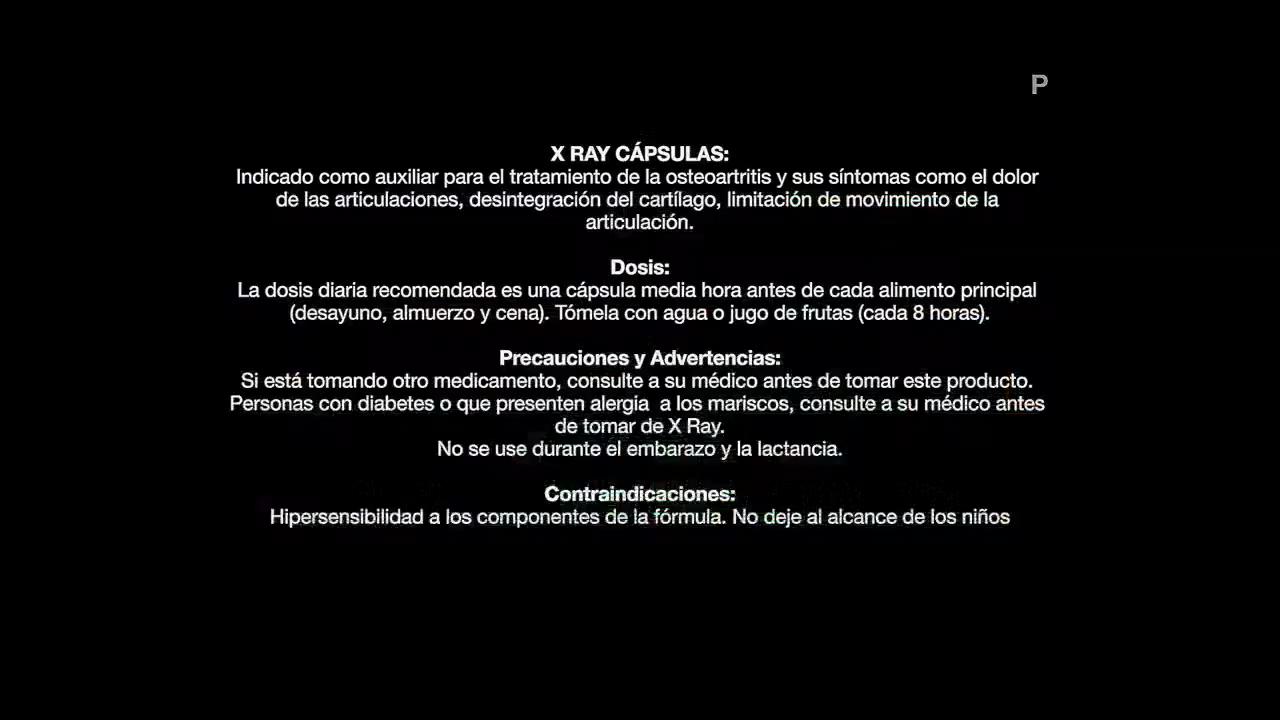 P
X RAY CÁPSULAS:
Indicado como auxiliar para el tratamiento de la osteoartritis y sus síntomas como el dolor
de las articulaciones, desintegración del cartílago, limitación de movimiento de la
articulación.
Dosis:
La dosis diaria recomendada es una cápsula media hora antes de cada alimento principal
(desayuno, almuerzo y cena). Tómela con agua o jugo de frutas (cada 8 horas).
Precauciones y Advertencias:
Si está tomando otro medicamento, consulte a su médico antes de tomar este producto.
Personas con diabetes o que presenten alergia  a los mariscos, consulte a su médico antes
de tomar de X Ray.
No se use durante el embarazo y la lactancia.
Contraindicaciones:
Hipersensibilidad a los componentes de la fórmula. No deje al alcance de los niños